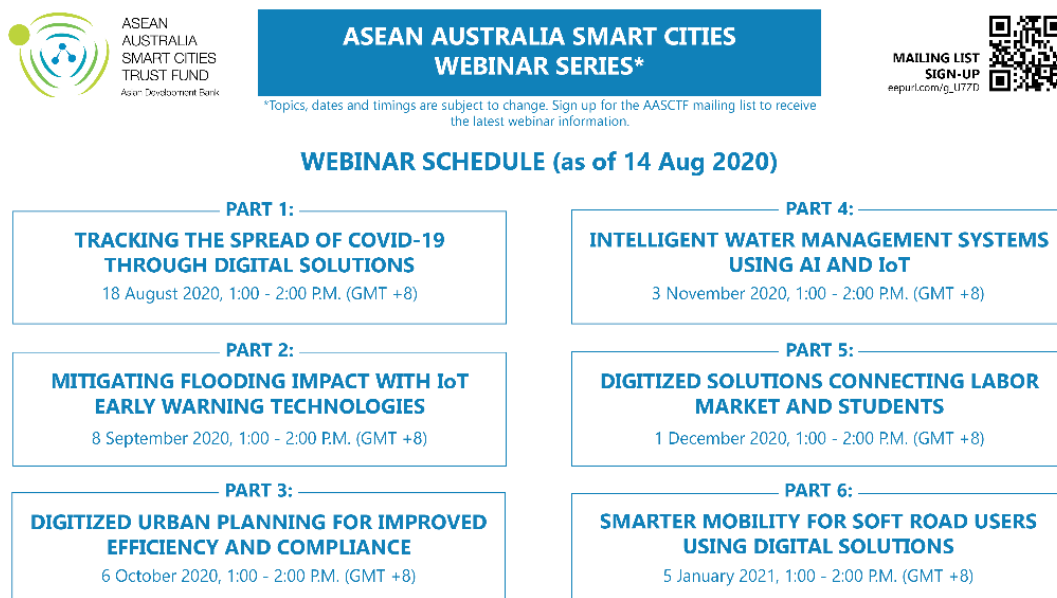 ASEAN
AUSTRALIA
SMART CITIES
TRUST FUND
Asian Development Bank
ASEAN AUSTRALIA SMART CITIES
WEBINAR SERIES*
MAILING LIST
SIGN-UP
eepurl.com/g_U7ZD
*Topics, dates and timings are subject to change. Sign up for the AASCTF mailing list to receive
the latest webinar information.
WEBINAR SCHEDULE (as of 14 Aug 2020)
PART 1:
TRACKING THE SPREAD OF COVID-19
THROUGH DIGITAL SOLUTIONS
18 August 2020, 1:00 - 2:00 P.M. (GMT +8)
PART 2:
MITIGATING FLOODING IMPACT WITH IoT
EARLY WARNING TECHNOLOGIES
8 September 2020, 1:00 - 2:00 P.M. (GMT +8)
PART 3:
DIGITIZED URBAN PLANNING FOR IMPROVED
EFFICIENCY AND COMPLIANCE
6 October 2020, 1:00 - 2:00 P.M. (GMT +8)
PART 4:
INTELLIGENT WATER MANAGEMENT SYSTEMS
USING AI AND IoT
3 November 2020, 1:00 - 2:00 P.M. (GMT +8)
PART 5:
DIGITIZED SOLUTIONS CONNECTING LABOR
MARKET AND STUDENTS
1 December 2020, 1:00 - 2:00 P.M. (GMT +8)
PART 6:
SMARTER MOBILITY FOR SOFT ROAD USERS
USING DIGITAL SOLUTIONS
5 January 2021, 1:00 - 2:00 P.M. (GMT +8)